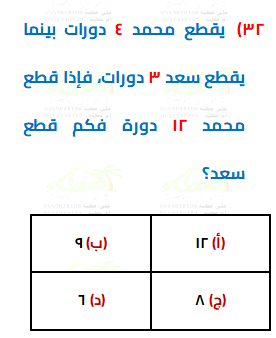 ٣٢) يقطع محمد ٤ دورات بينما
يقطع سعد ٣ دورات، فإذا قطع
محمد ١٢ دورة فكم قطع
سعد؟
(أ) ١٢ (ب) ٩
(ج) ٨ (د) ٦